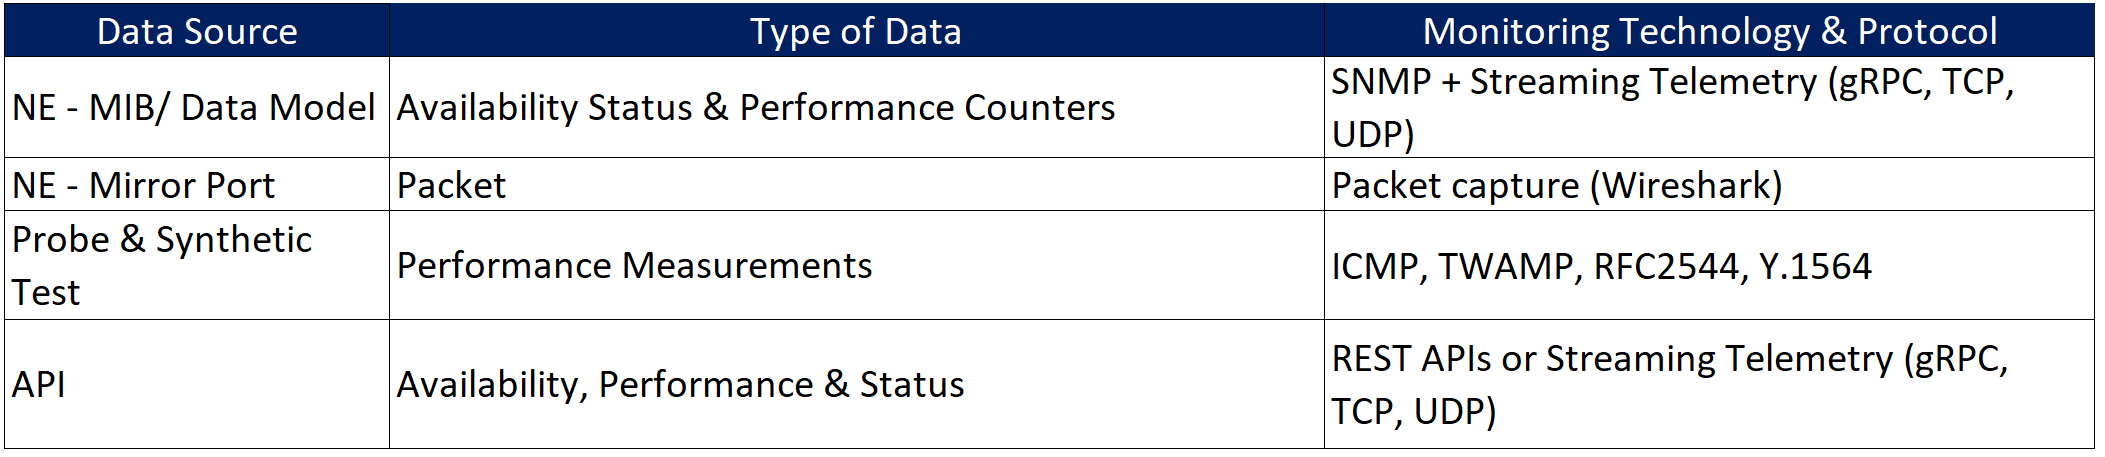 Data Source
Type of Data
Monitoring Technology & Protocol
NE - MIB/ Data Model
Availability Status & Performance Counters
SNMP + Streaming Telemetry (gRPC, TCP,
UDP)
NE - Mirror Port
Packet
Packet capture (Wireshark)
Probe & Synthetic
Test
Performance Measurements
ICMP, TWAMP, RFC2544, Y.1564
API
Availability, Performance & Status
REST APIs or Streaming Telemetry (gRPC,
TCP, UDP)